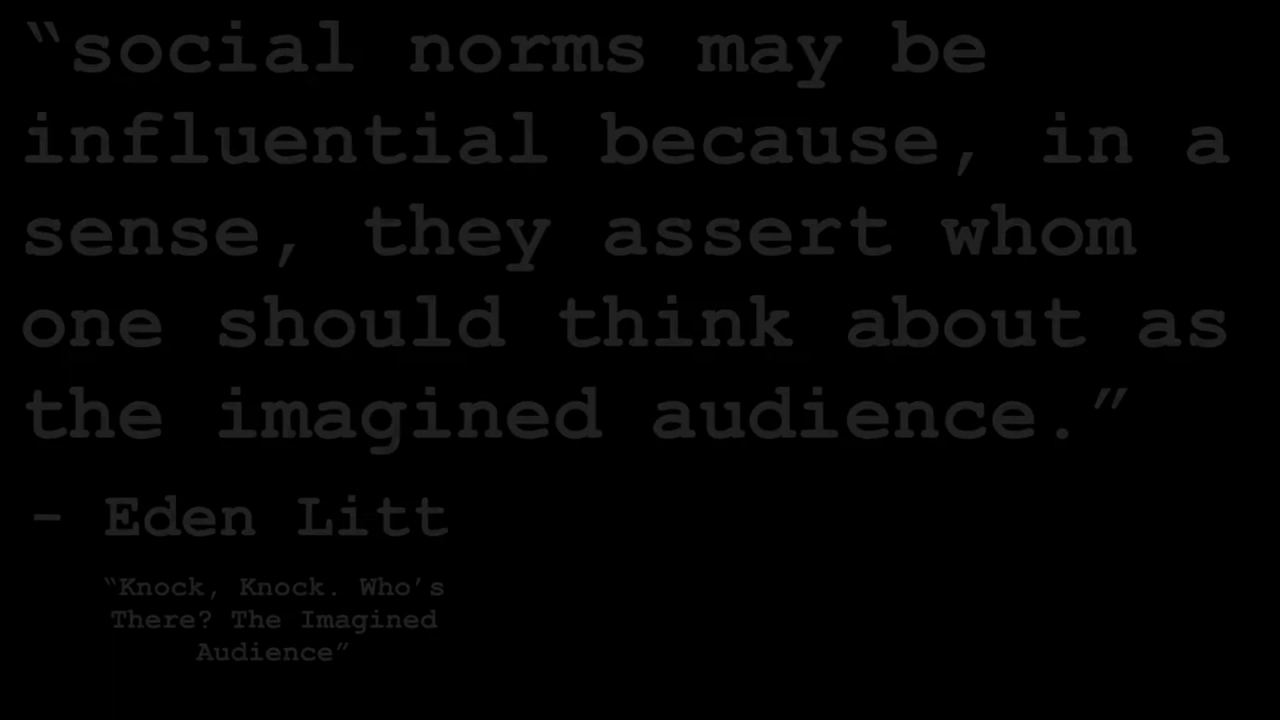 “social norms may be
influential because, in a
sense, they assert whom
one should think about as
the imagined audience.”
- Eden Litt
“Knock, Knock. Who’s
There? The Imagined
Audience”